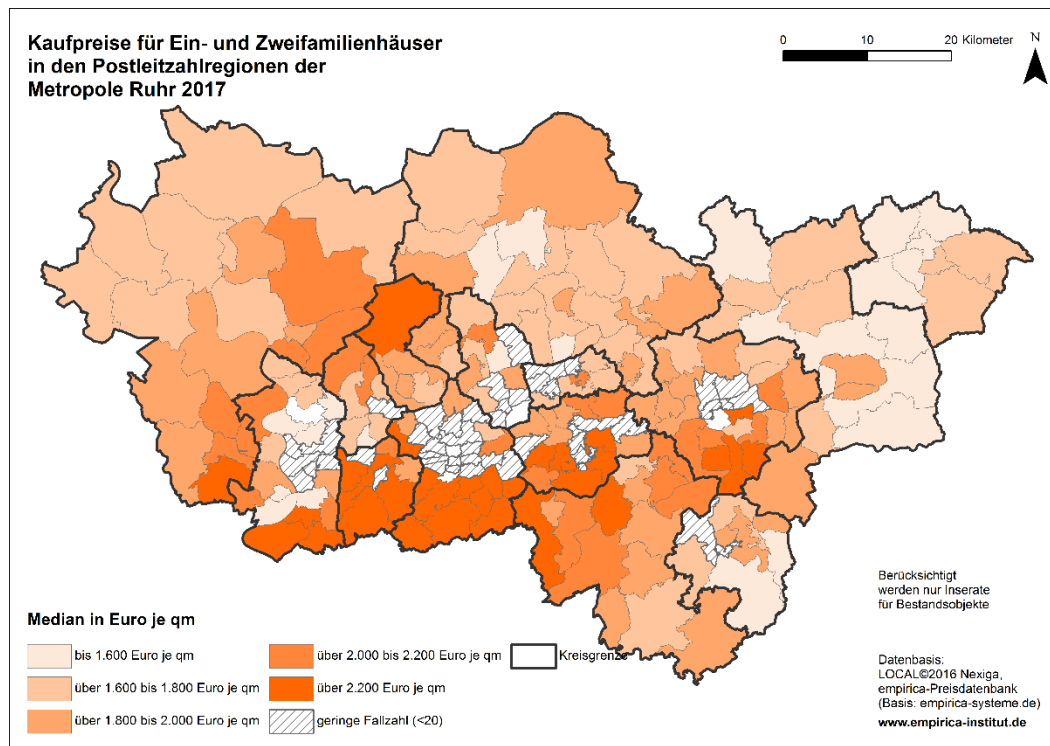 Kaufpreise für Ein- und Zweifamilienhäuser
in den Postleitzahlregionen der
Metropole Ruhr 2017
0 10 20 Kilometer
N
Berücksichtigt
werden nur Inserate
für Bestandsobjekte
Median in Euro je qm
bis 1.600 Euro je qm
über 1.600 bis 1.800 Euro je qm
über 1.800 bis 2.000 Euro je qm
über 2.000 bis 2.200 Euro je qm
über 2.200 Euro je qm
geringe Fallzahl (<20)
Kreisgrenze
Datenbasis:
LOCAL©2016 Nexiga,
empirica-Preisdatenbank
(Basis: empirica-systeme.de)
www.empirica-institut.de